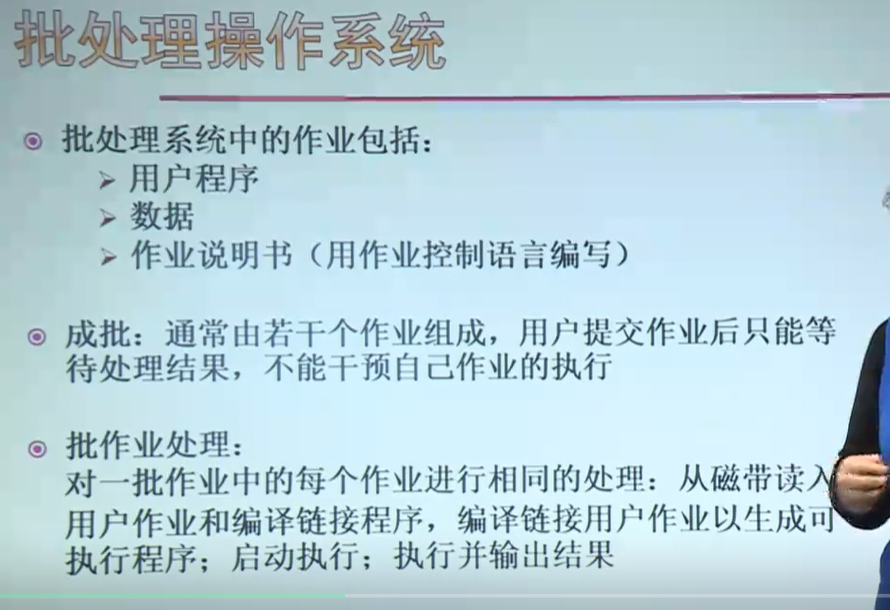 批处理操作系统
批处理系统中的作业包括：
用户程序
数据
作业说明书（用作业控制语言编写）
成批：通常由若干个作业组成，用户提交作业后只能等
待处理结果，不能干预自己作业的执行
批作业处理：
对一批作业中的每个作业进行相同的处理：从磁带读入
用户作业和编译链接程序，编译链接用户作业以生成可
执行程序；启动执行；执行并输出结果